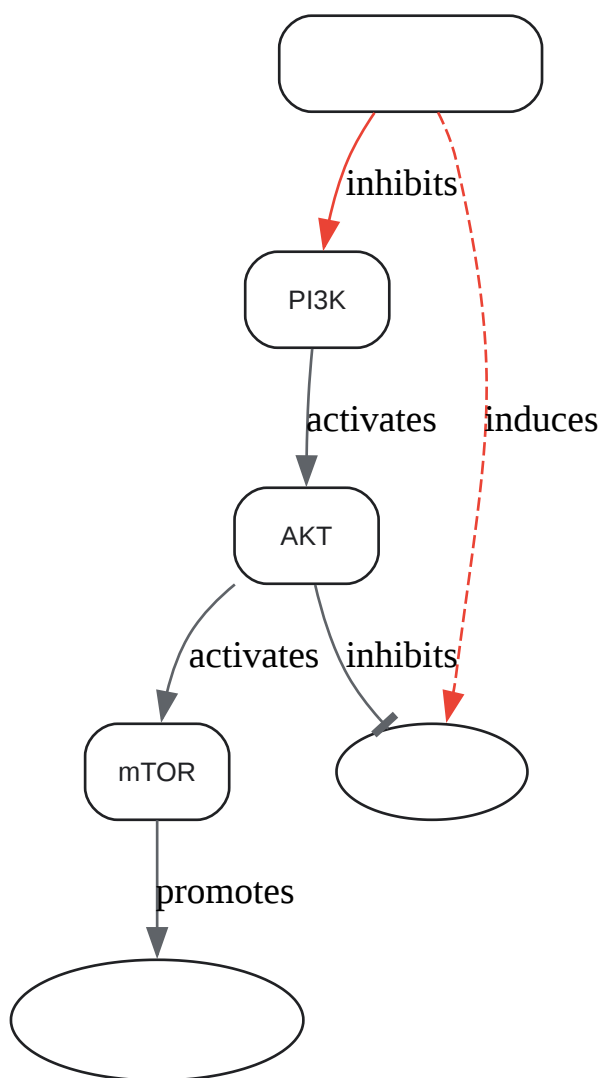 inhibits
PI3K
activates
induces
AKT
activates
inhibits
mTOR
promotes